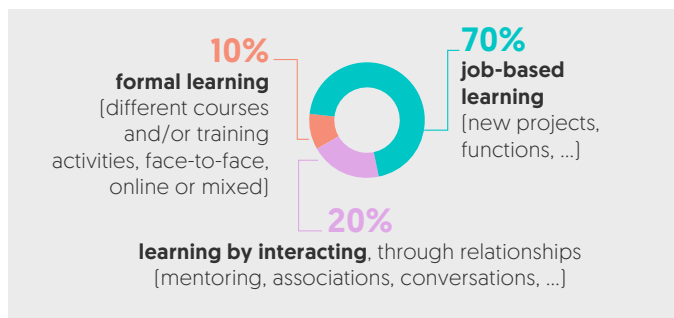 10%
formal learning
(different courses
and/or training
activities, face-to-face,
online or mixed)
70%
job-based
learning
(new projects,
functions, ...)
20%
learning by interacting, through relationships
(mentoring, associations, conversations, ...)